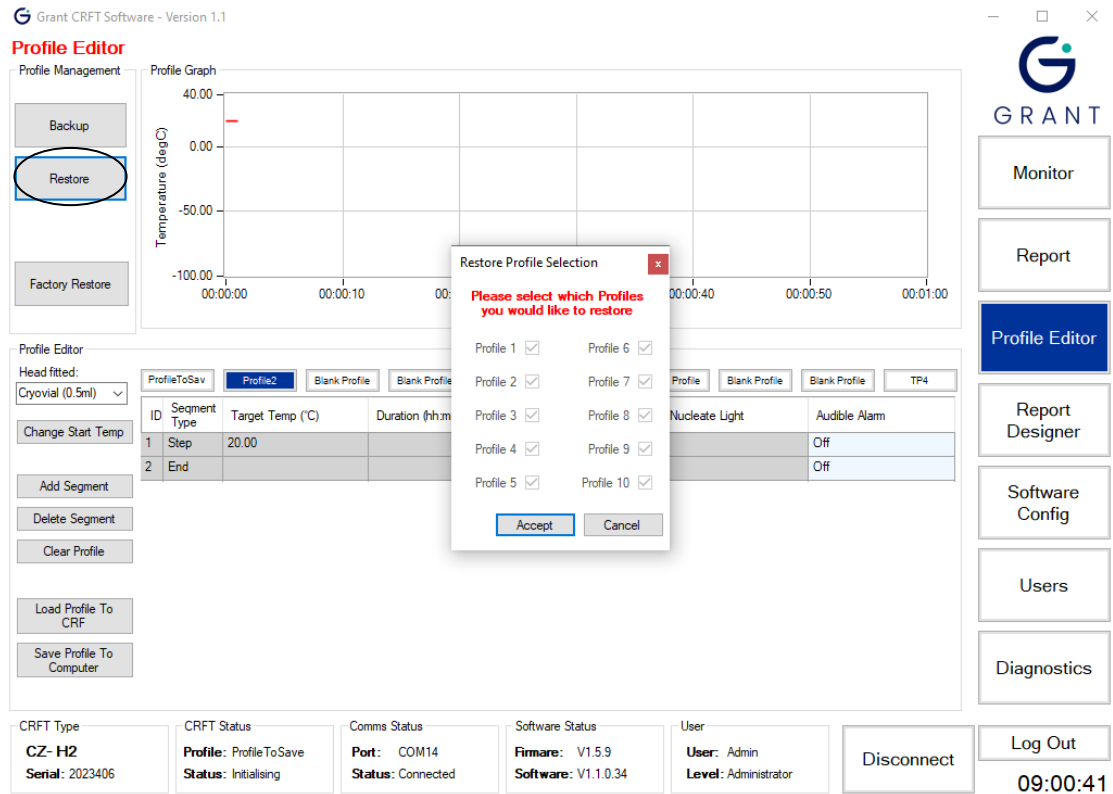 Grant CRFT Software - Version 1.1
Profile Editor
GRANT
Profile Management
Backup
Restore
Factory Restore
Profile Graph
Temperature (degC)
40.00
0.00
-50.00
-100.00
00:00:00
00:00:10
00:
00:00:40
00:00:50
00:01:00
Restore Profile Selection
x
Please select which Profiles
you would like to restore
Profile 1
Profile 6
Profile 2
Profile 7
Profile 3
Profile 8
Profile 4
Profile 9
Profile 5
Profile 10
Accept
Cancel
Profile Editor
Head fitted:
Cryovial (0.5ml)
Change Start Temp
Add Segment
Delete Segment
Clear Profile
Load Profile To
CRF
Save Profile To
Computer
ProfileToSav
Profile2
Blank Profile
Blank Profile
Profile
Blank Profile
Blank Profile
TP4
ID
Segment
Type
Target Temp (°C)
Duration (hh:m
Nucleate Light
Audible Alarm
1 Step 20.00 Off
2 End Off
Monitor
Report
Profile Editor
Report
Designer
Software
Config
Users
Diagnostics
CRFT Type
CZ- H2
Serial: 2023406
CRFT Status
Profile: ProfileToSave
Status: Initialising
Comms Status
Port: COM14
Status: Connected
Software Status
Firmare: V1.5.9
Software: V1.1.0.34
User
User: Admin
Level: Administrator
Disconnect
Log Out
09:00:41